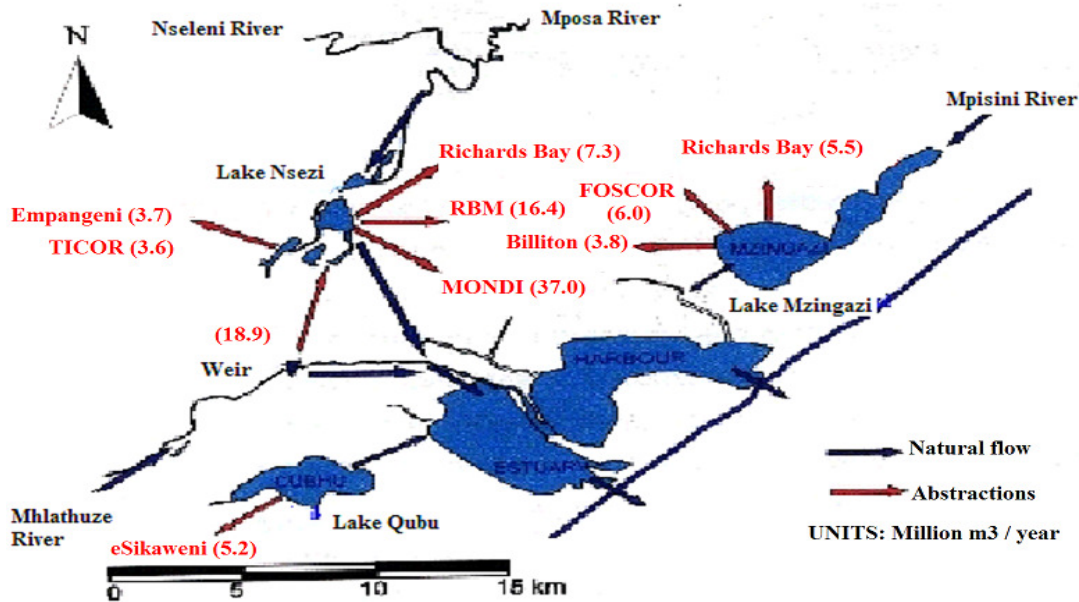 Mposa River
Nseleni River
N
Mpisini River
Richards Bay (7.3)
Richards Bay (5.5)
Lake Nsezi
FOSCOR
(6.0)
Empangeni (3.7)
RBM (16.4)
TICOR (3.6)
Billiton (3.8)
MZINGAZI
MONDI (37.0)
Lake Mzingazi
(18.9)
HARBOUR
Weir
Natural flow
ESTUARY
CUBHU
Abstractions
Mhlathuze
River
Lake Qubu
UNITS: Million m3 / year
eSikaweni (5.2)
0 5 10 15 km